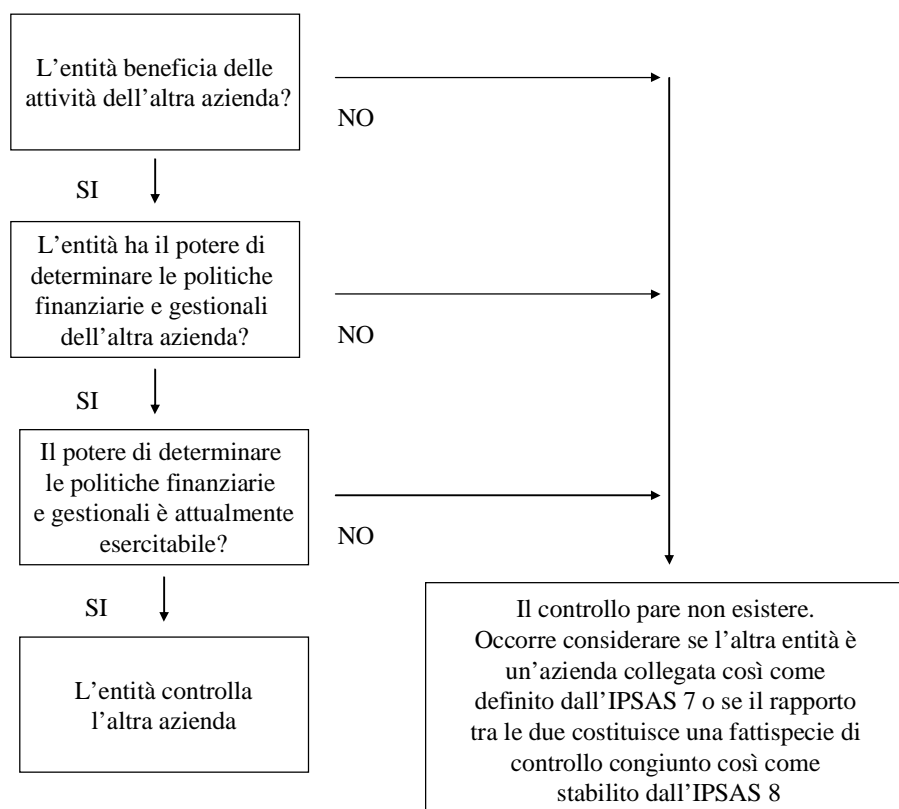 L’entità beneficia delle
attività dell’altra azienda?
NO
SI
L’entità ha il potere di
determinare le politiche
finanziarie e gestionali
dell’altra azienda?
NO
SI
Il potere di determinare
le politiche finanziarie
e gestionali è attualmente
esercitabile?
NO
SI
L’entità controlla
l’altra azienda
Il controllo pare non esistere.
Occorre considerare se l’altra entità è
un’azienda collegata così come
definito dall’IPSAS 7 o se il rapporto
tra le due costituisce una fattispecie di
controllo congiunto così come
stabilito dall’IPSAS 8